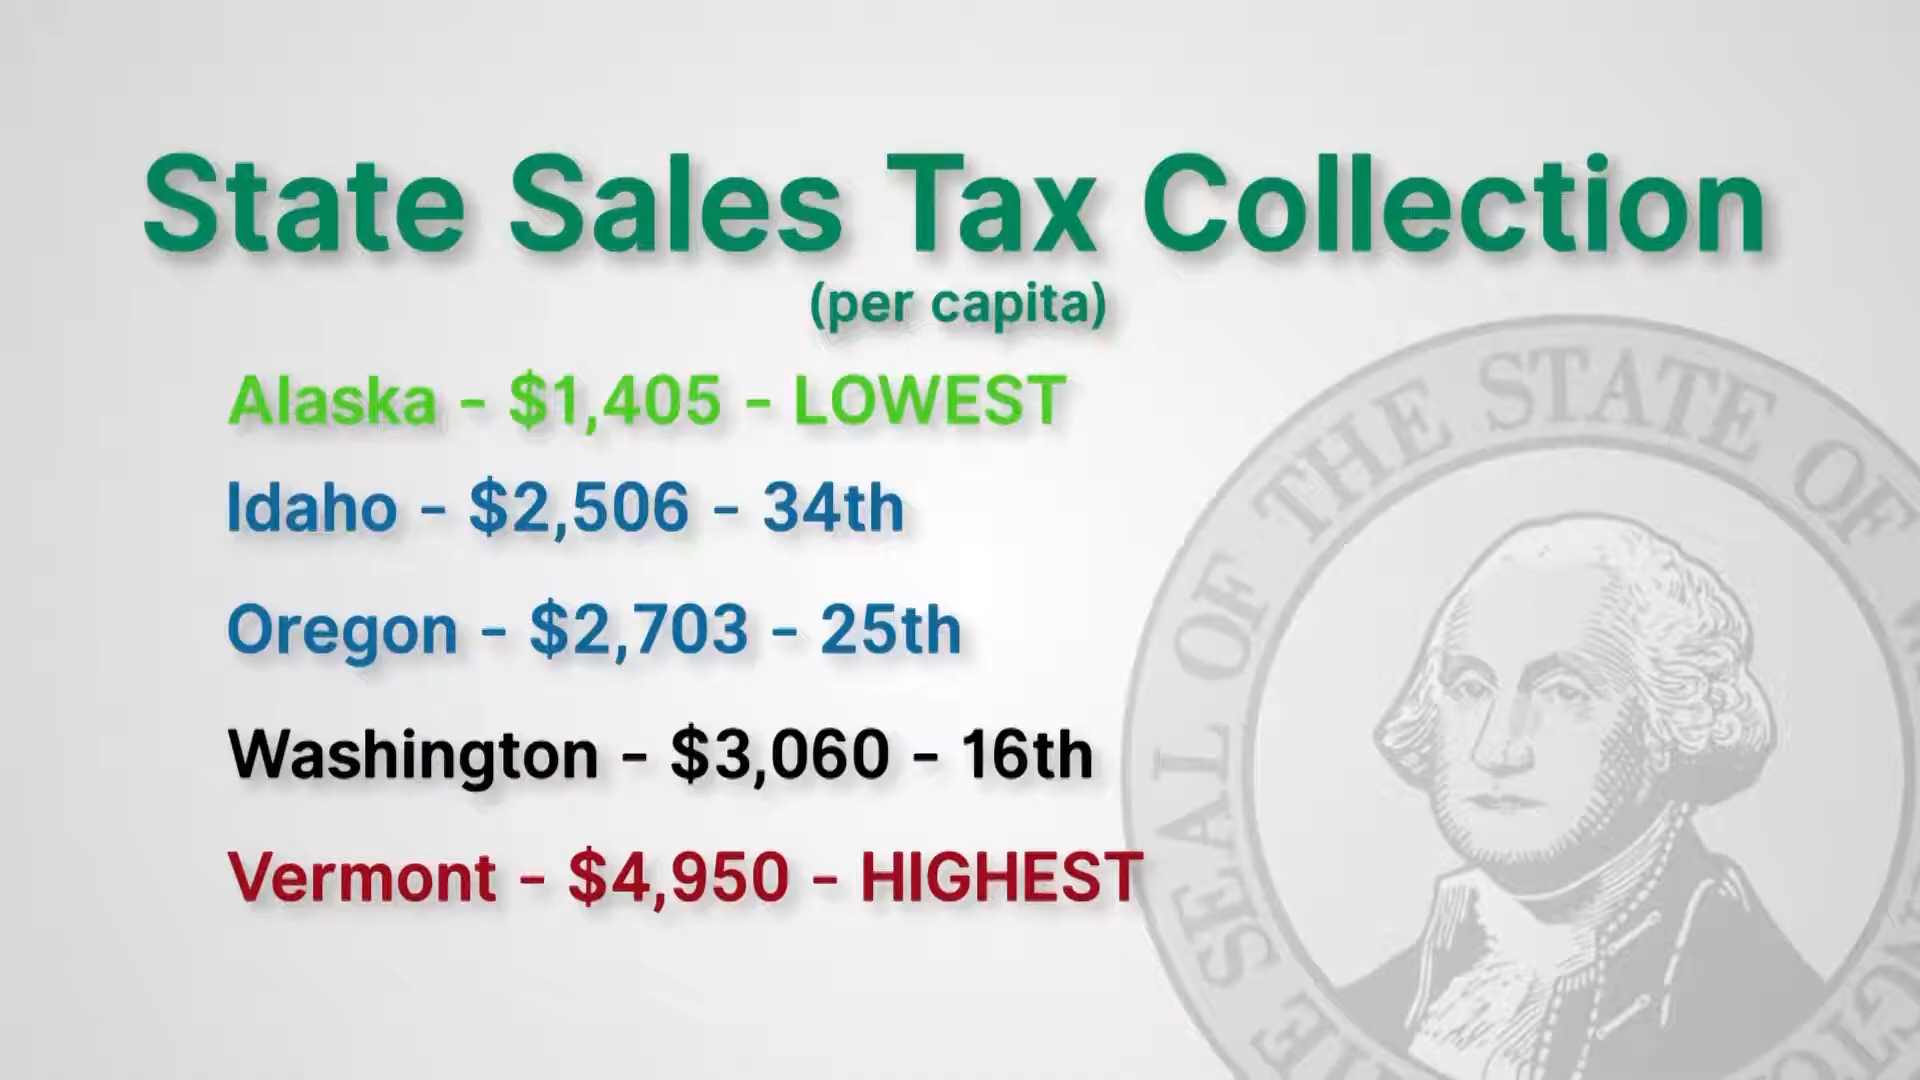 State Sales Tax Collection
(per capita)
Alaska - $1,405 - LOWEST
Idaho - $2,506 - 34th
Oregon - $2,703 - 25th
Washington - $3,060 - 16th
Vermont - $4,950 - HIGHEST
SEAL OF THE STATE OF